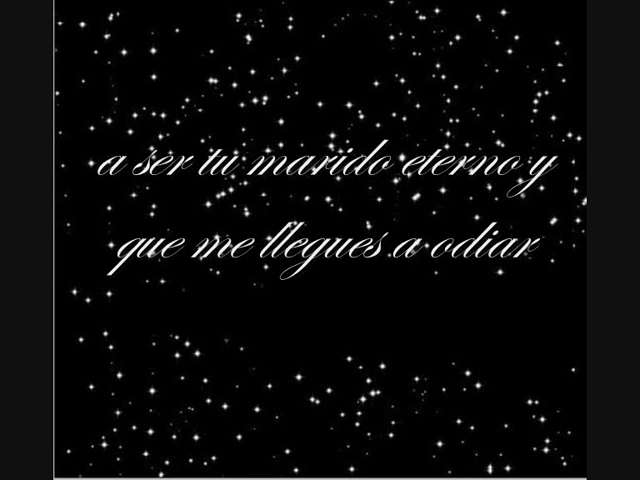 a ser tu marido eterno y
que me llegues a odiar